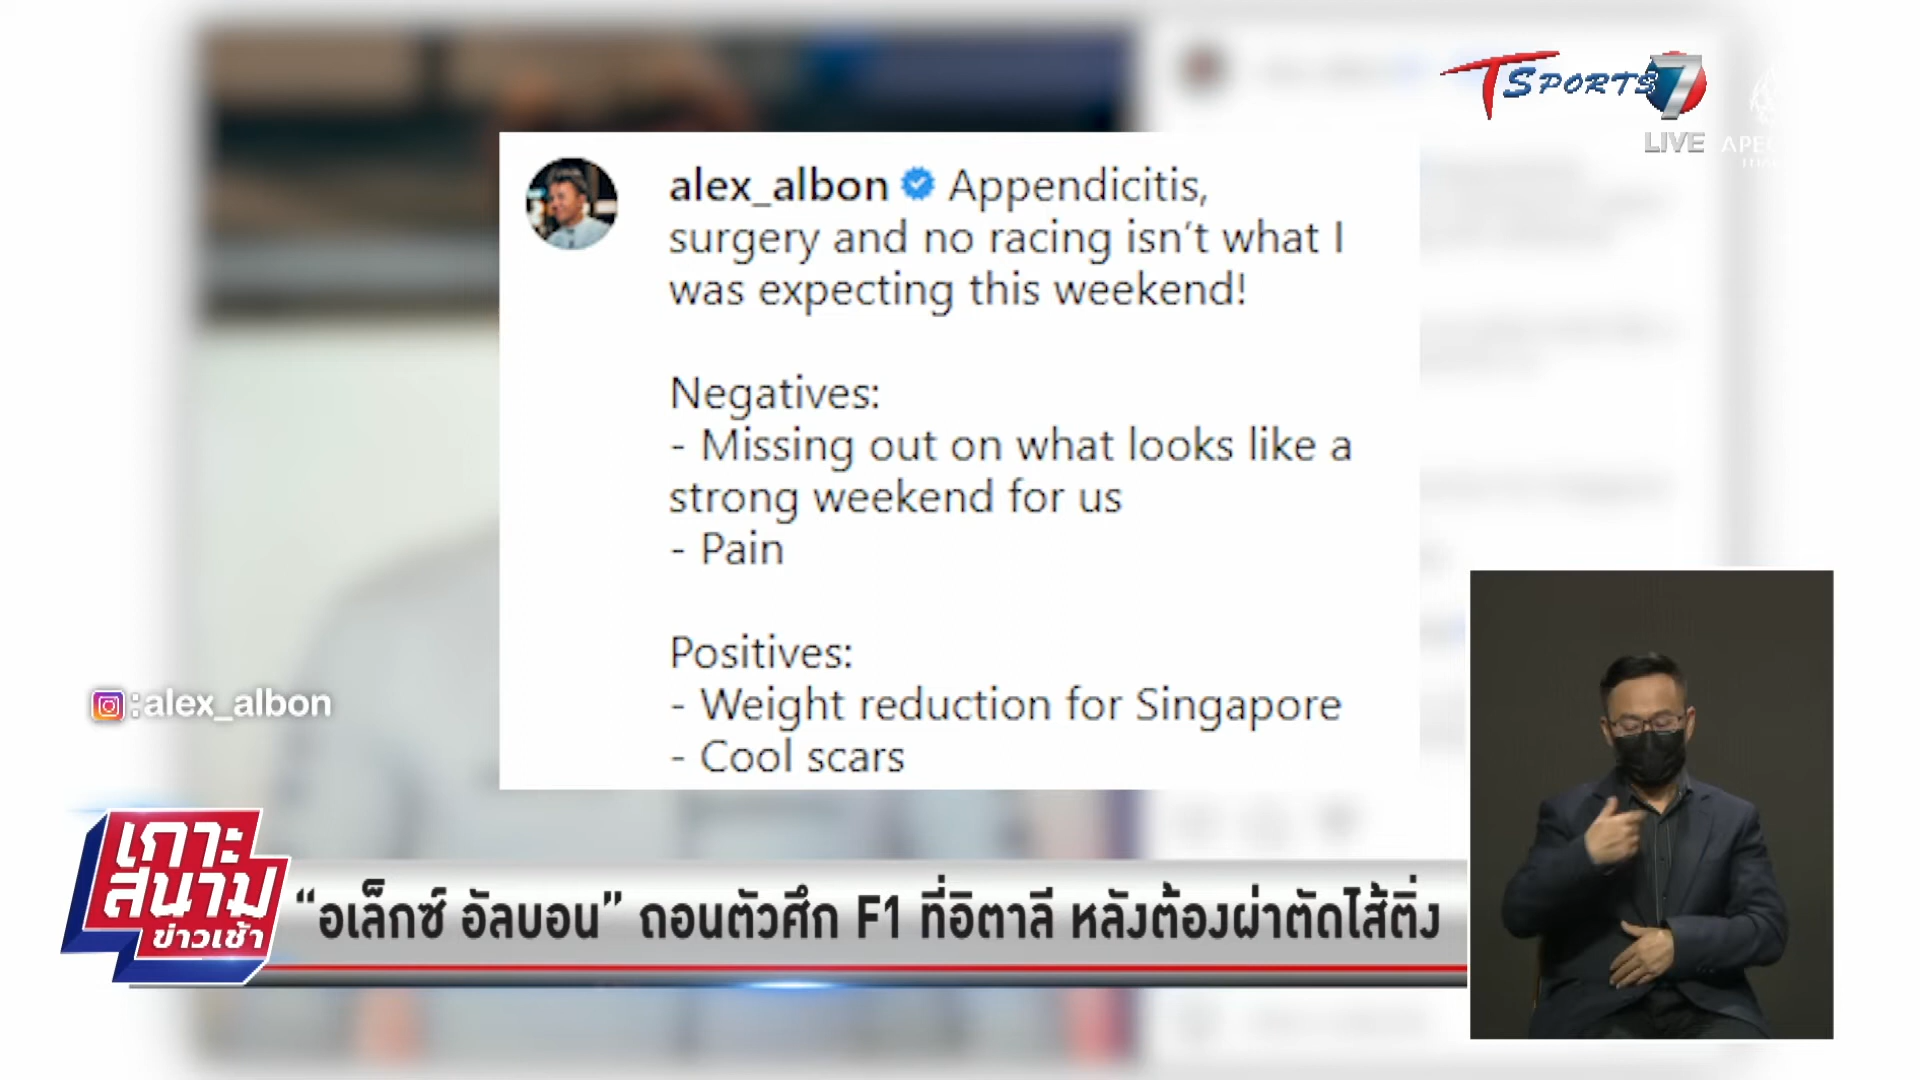 T SPORTS 7
LIVE
alex_albon Appendicitis,
surgery and no racing isn't what I
was expecting this weekend!
Negatives:
- Missing out on what looks like a
strong weekend for us
- Pain
Positives:
- Weight reduction for Singapore
- Cool scars
:alex_albon
เกาะ
สนาม
ข่าวเช้า
“อเล็กซ์ อัลบอน” ถอนตัวศึก F1 ที่อิตาลี หลังต้องผ่าตัดไส้ติ่ง